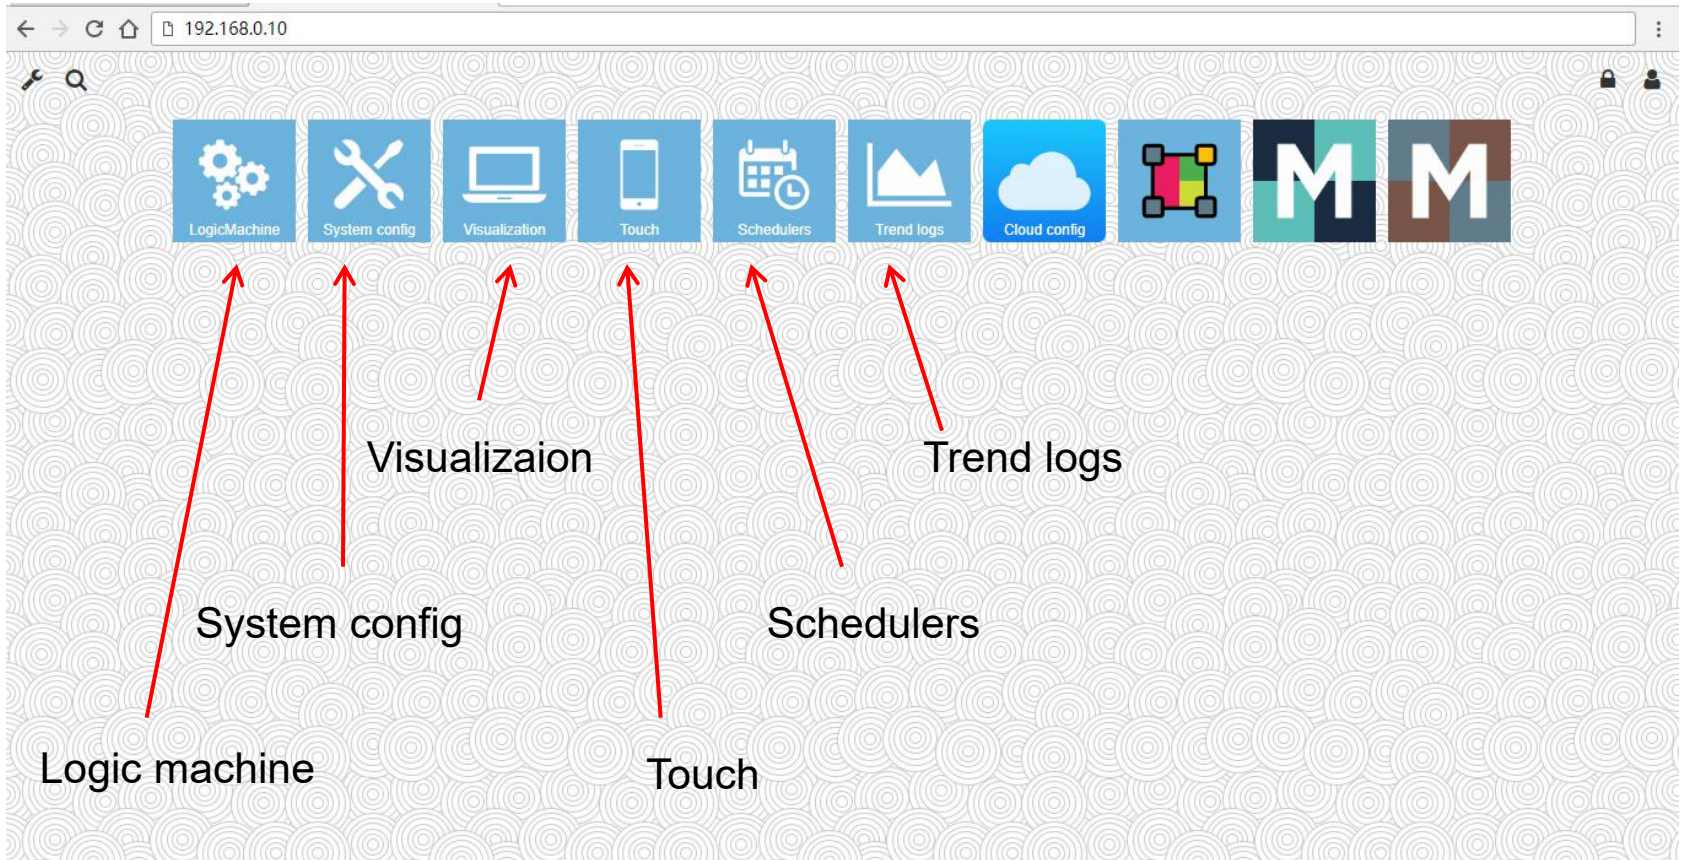 192.168.0.10
LogicMachine
System config
Visualization
Touch
Schedulers
Trend logs
Cloud config
M
M
Visualizaion
Trend logs
System config
Schedulers
Logic machine
Touch